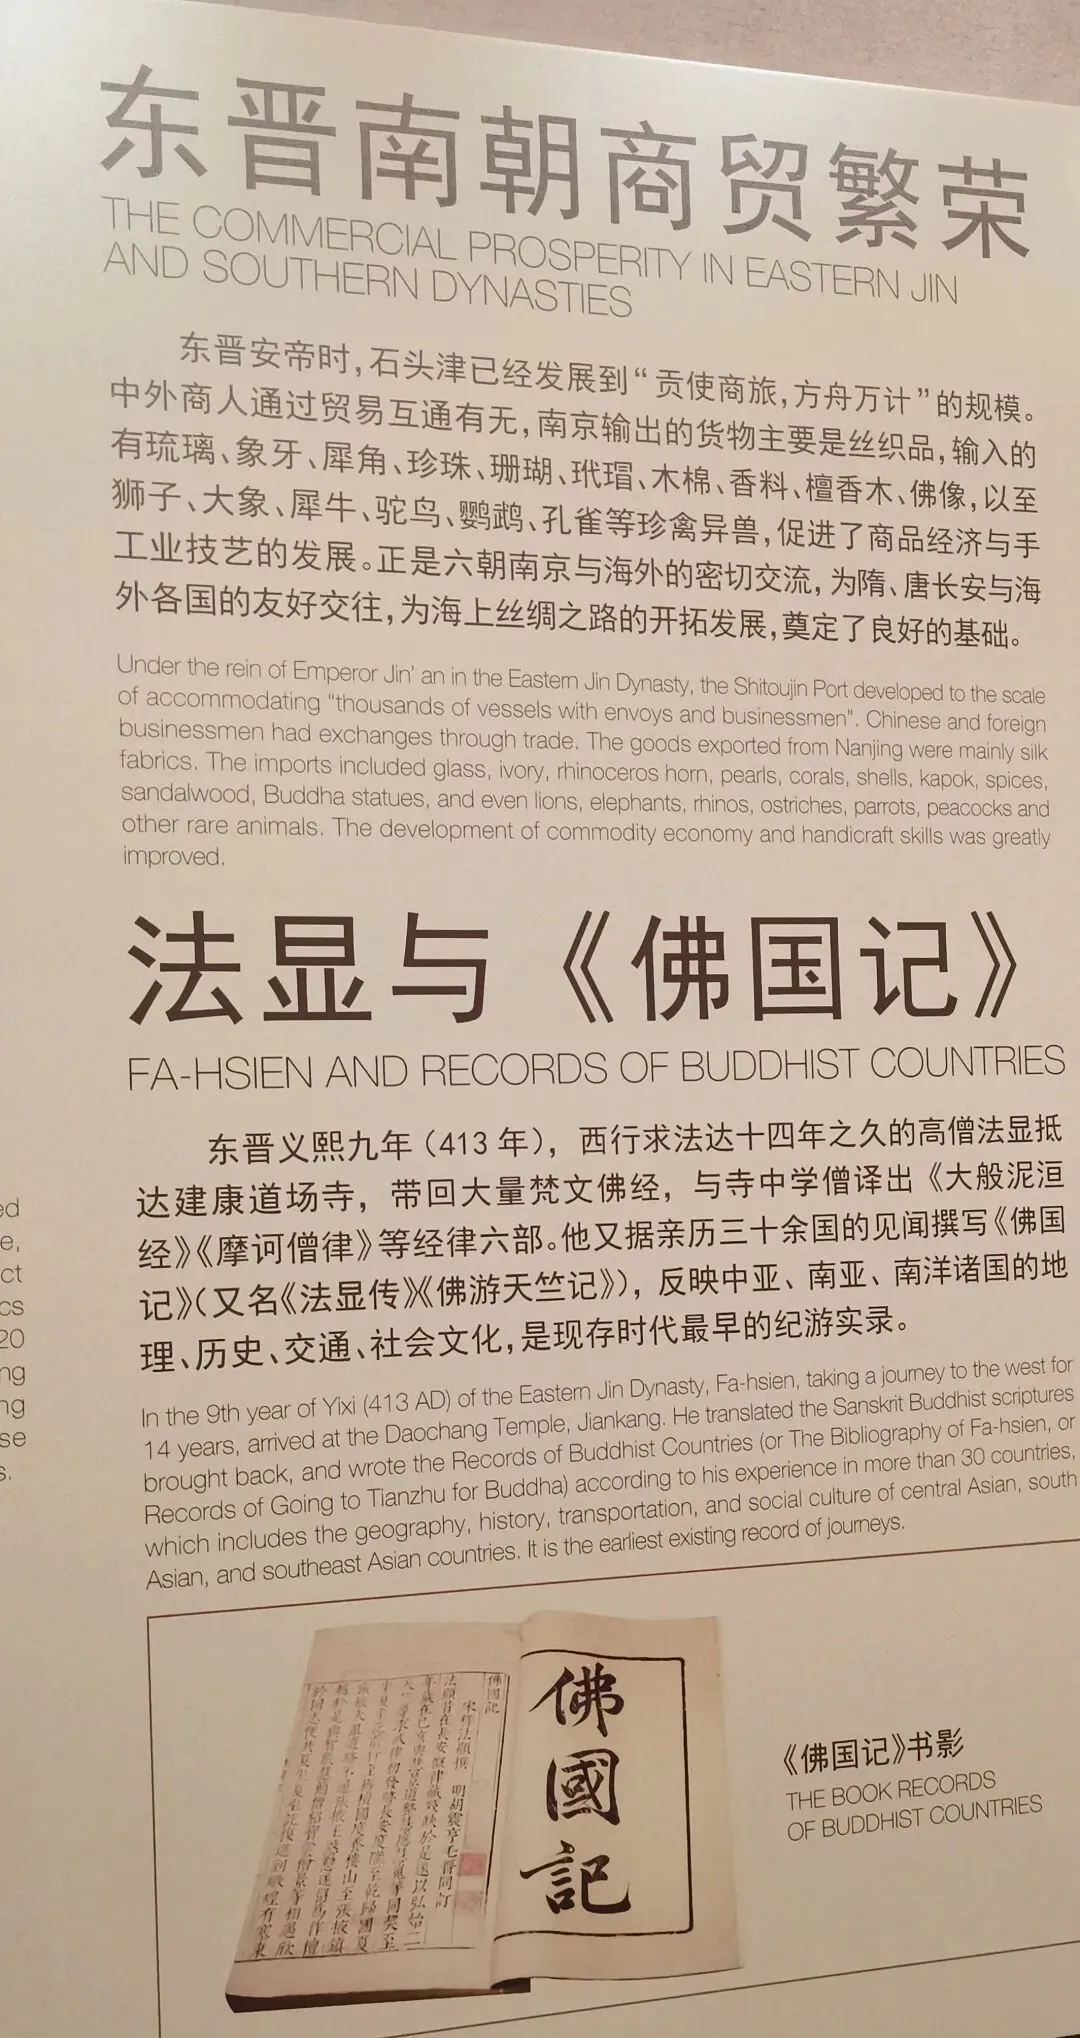 东晋南朝商贸繁荣
THE COMMERCIAL PROSPERITY IN EASTERN JIN
AND SOUTHERN DYNASTIES
东晋安帝时，石头津已经发展到“贡使商旅，方舟万计”的规模。
中外商人通过贸易互通有无，南京输出的货物主要是丝织品，输入的
有琉璃、象牙、犀角、珍珠、珊瑚、玳瑁、木棉、香料、檀香木、佛像，以至
狮子、大象、犀牛、驼鸟、鹦鹉、孔雀等珍禽异兽，促进了商品经济与手
工业技艺的发展。正是六朝南京与海外的密切交流，为隋、唐长安与海
外各国的友好交往，为海上丝绸之路的开拓发展，奠定了良好的基础。
Under the rein of Emperor Jin' an in the Eastern Jin Dynasty, the Shitoujin Port developed to the scale
of accommodating "thousands of vessels with envoys and businessmen". Chinese and foreign
businessmen had exchanges through trade. The goods exported from Nanjing were mainly silk
fabrics. The imports included glass, ivory, rhinoceros horn, pearls, corals, shells, kapok, spices,
sandalwood, Buddha statues, and even lions, elephants, rhinos, ostriches, parrots, peacocks and
other rare animals. The development of commodity economy and handicraft skills was greatly
improved.
法显与《佛国记》
FA-HSIEN AND RECORDS OF BUDDHIST COUNTRIES
东晋义熙九年（413年），西行求法达十四年之久的高僧法显抵
达建康道场寺，带回大量梵文佛经，与寺中学僧译出《大般泥洹
经》《摩诃僧律》等经律六部。他又据亲历三十余国的见闻撰写《佛国
记》（又名《法显传》《佛游天竺记》），反映中亚、南亚、南洋诸国的地
理、历史、交通、社会文化，是现存时代最早的纪游实录。
In the 9th year of Yixi (413 AD) of the Eastern Jin Dynasty, Fa-hsien, taking a journey to the west for
14 years, arrived at the Daochang Temple, Jiankang. He translated the Sanskrit Buddhist scriptures
brought back, and wrote the Records of Buddhist Countries (or The Bibliography of Fa-hsien, or
Records of Going to Tianzhu for Buddha) according to his experience in more than 30 countries,
which includes the geography, history, transportation, and social culture of central Asian, south
Asian, and southeast Asian countries. It is the earliest existing record of journeys.
佛國記
佛國記
宋釋法顯撰 明胡震亨毛晉同訂
《佛国记》书影
THE BOOK RECORDS
OF BUDDHIST COUNTRIES